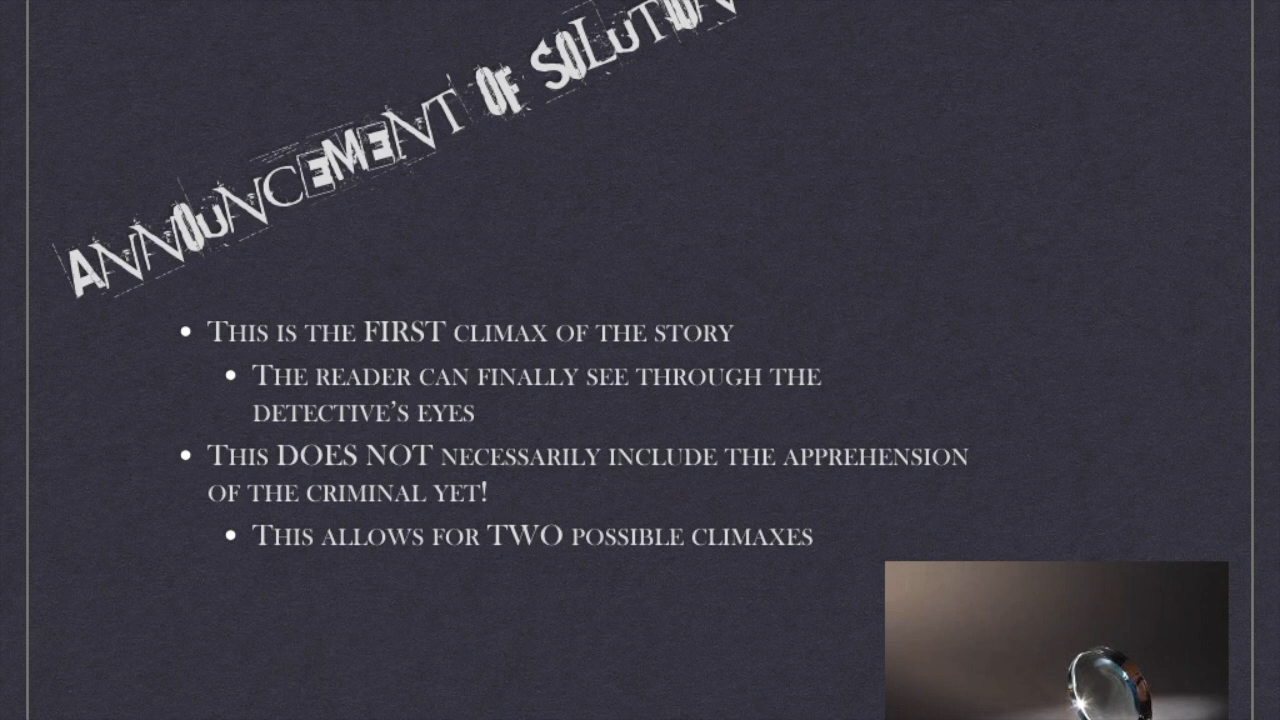 ANNOUNCEMENT OF SOLUTION
• This is the FIRST climax of the story
• The reader can finally see through the
detective's eyes
• This DOES NOT necessarily include the apprehension
of the criminal yet!
• This allows for TWO possible climaxes